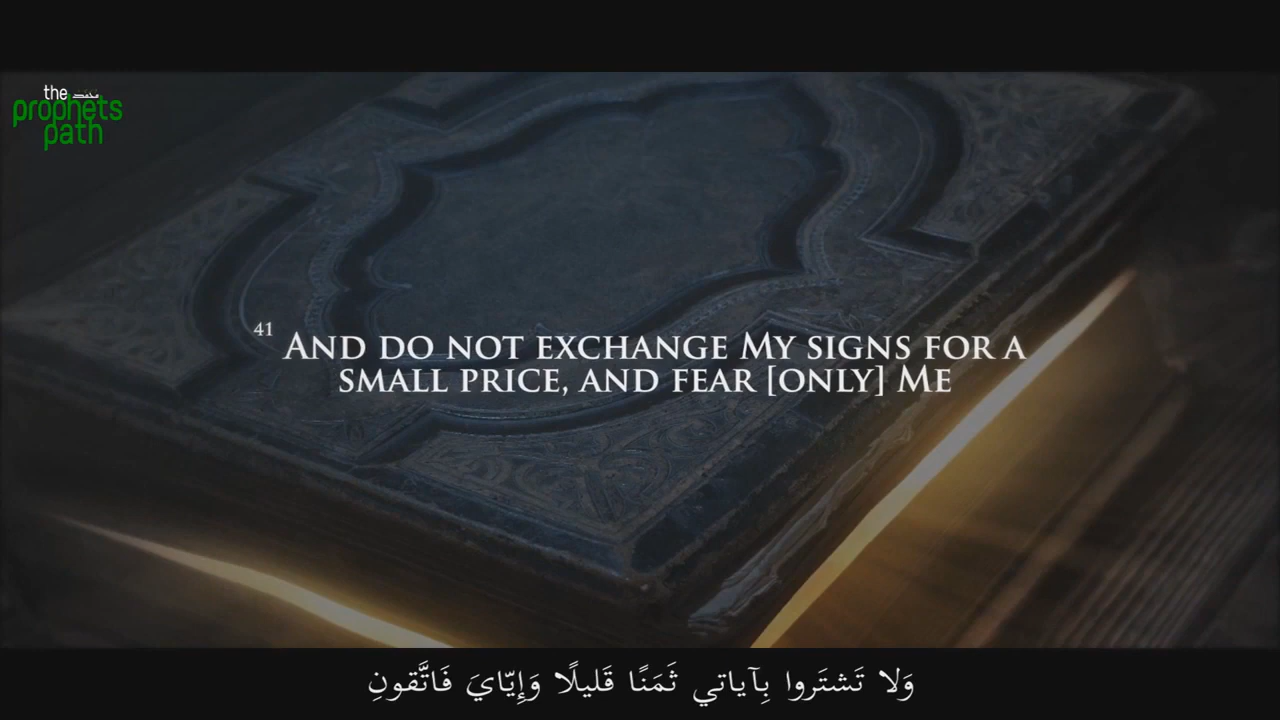 the محمد
prophets
path
41 And do not exchange My signs for a
small price, and fear [only] Me
وَلا تَشتَروا بِآياتي ثَمَنًا قَليلًا وَإِيّايَ فَاتَّقونِ